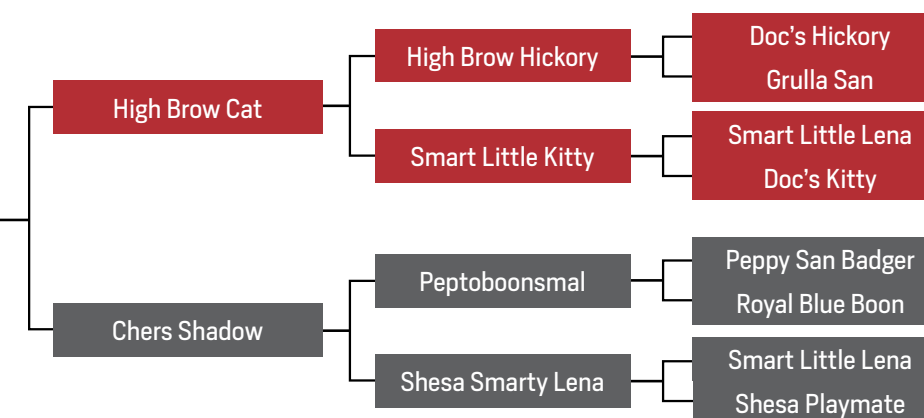 High Brow Cat
High Brow Hickory
Doc's Hickory
Grulla San
Smart Little Kitty
Smart Little Lena
Doc's Kitty
Chers Shadow
Peptoboonsmal
Peppy San Badger
Royal Blue Boon
Shesa Smarty Lena
Smart Little Lena
Shesa Playmate